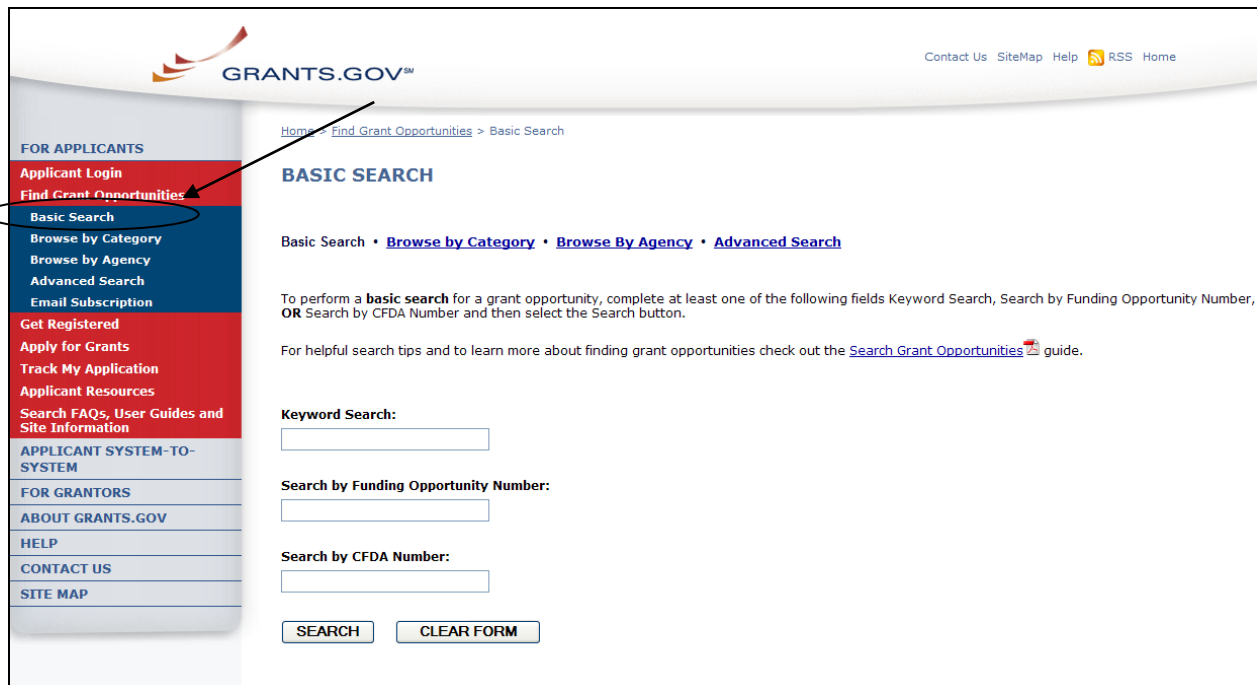 GRANTS.GOV℠
Contact Us SiteMap Help RSS Home
Home > Find Grant Opportunities > Basic Search
FOR APPLICANTS
Applicant Login
Find Grant Opportunities
Basic Search
Browse by Category
Browse by Agency
Advanced Search
Email Subscription
Get Registered
Apply for Grants
Track My Application
Applicant Resources
Search FAQs, User Guides and
Site Information
APPLICANT SYSTEM-TO-
SYSTEM
FOR GRANTORS
ABOUT GRANTS.GOV
HELP
CONTACT US
SITE MAP
BASIC SEARCH
Basic Search • Browse by Category • Browse By Agency • Advanced Search
To perform a basic search for a grant opportunity, complete at least one of the following fields Keyword Search, Search by Funding Opportunity Number,
OR Search by CFDA Number and then select the Search button.
For helpful search tips and to learn more about finding grant opportunities check out the Search Grant Opportunities guide.
Keyword Search:
Search by Funding Opportunity Number:
Search by CFDA Number:
SEARCH CLEAR FORM